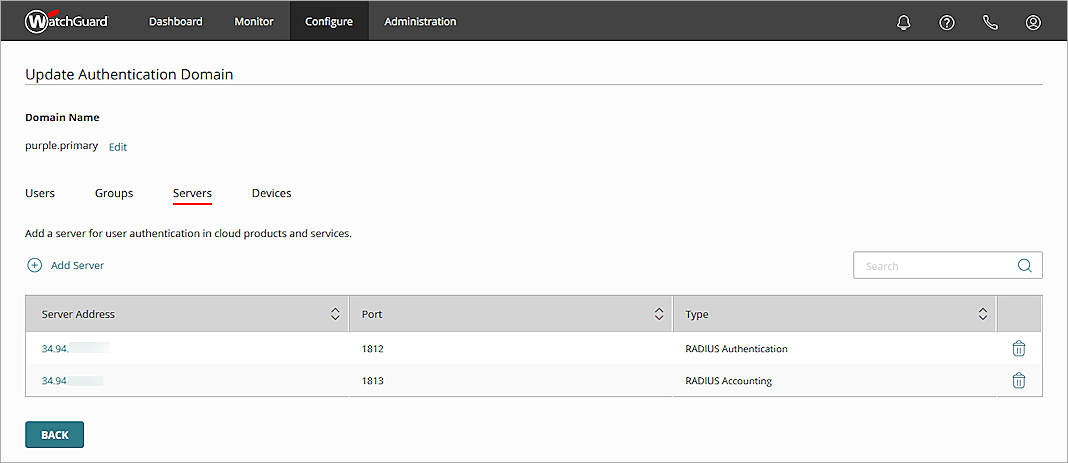 WatchGuard Dashboard Monitor Configure Administration
Update Authentication Domain
Domain Name
purple.primary Edit
Users Groups Servers Devices
Add a server for user authentication in cloud products and services.
Add Server Search
Server Address Port Type
34.94. 1812 RADIUS Authentication
34.94 1813 RADIUS Accounting
BACK